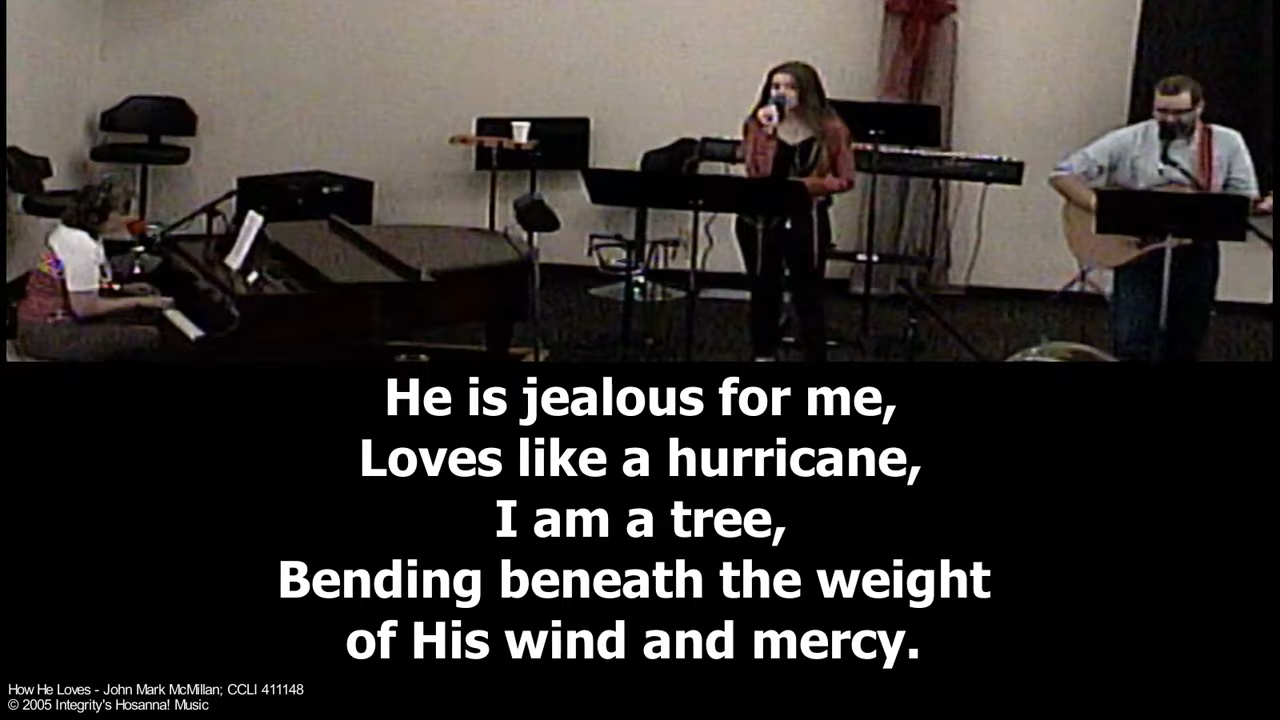 He is jealous for me,
Loves like a hurricane,
I am a tree,
Bending beneath the weight
of His wind and mercy.
How He Loves - John Mark McMillan; CCLI 411148
© 2005 Integrity's Hosanna! Music